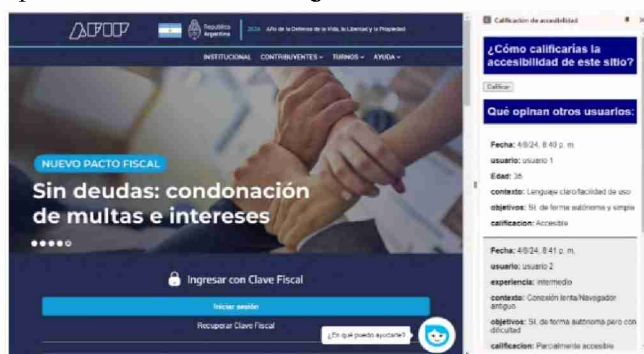 AFIP
República
Argentina
2024 Año de la Defensa de la Vida, la Libertad y la Propiedad
INSTITUCIONAL CONTRIBUYENTES TURNOS AYUDA
NUEVO PACTO FISCAL
Sin deudas: condonación
de multas e intereses
Ingresar con Clave Fiscal
Iniciar sesión
Recuperar Clave Fiscal
¿En qué puedo ayudarte?
Calificación de accesibilidad
¿Cómo calificarías la
accesibilidad de este sitio?
Calificar
Qué opinan otros usuarios:
Fecha: 4/8/24, 8:40 p. m.
usuario: usuario 1
Edad: 36
contexto: Lenguaje claro/facilidad de uso
objetivos: Sí, de forma autónoma y simple
calificacion: Accesible
Fecha: 4/8/24, 8:41 p. m.
usuario: usuario 2
experiencia: intermedio
contexto: Conexión lenta/Navegador
antiguo
objetivos: Sí, de forma autónoma pero con
dificultad
calificacion: Parcialmente accesible